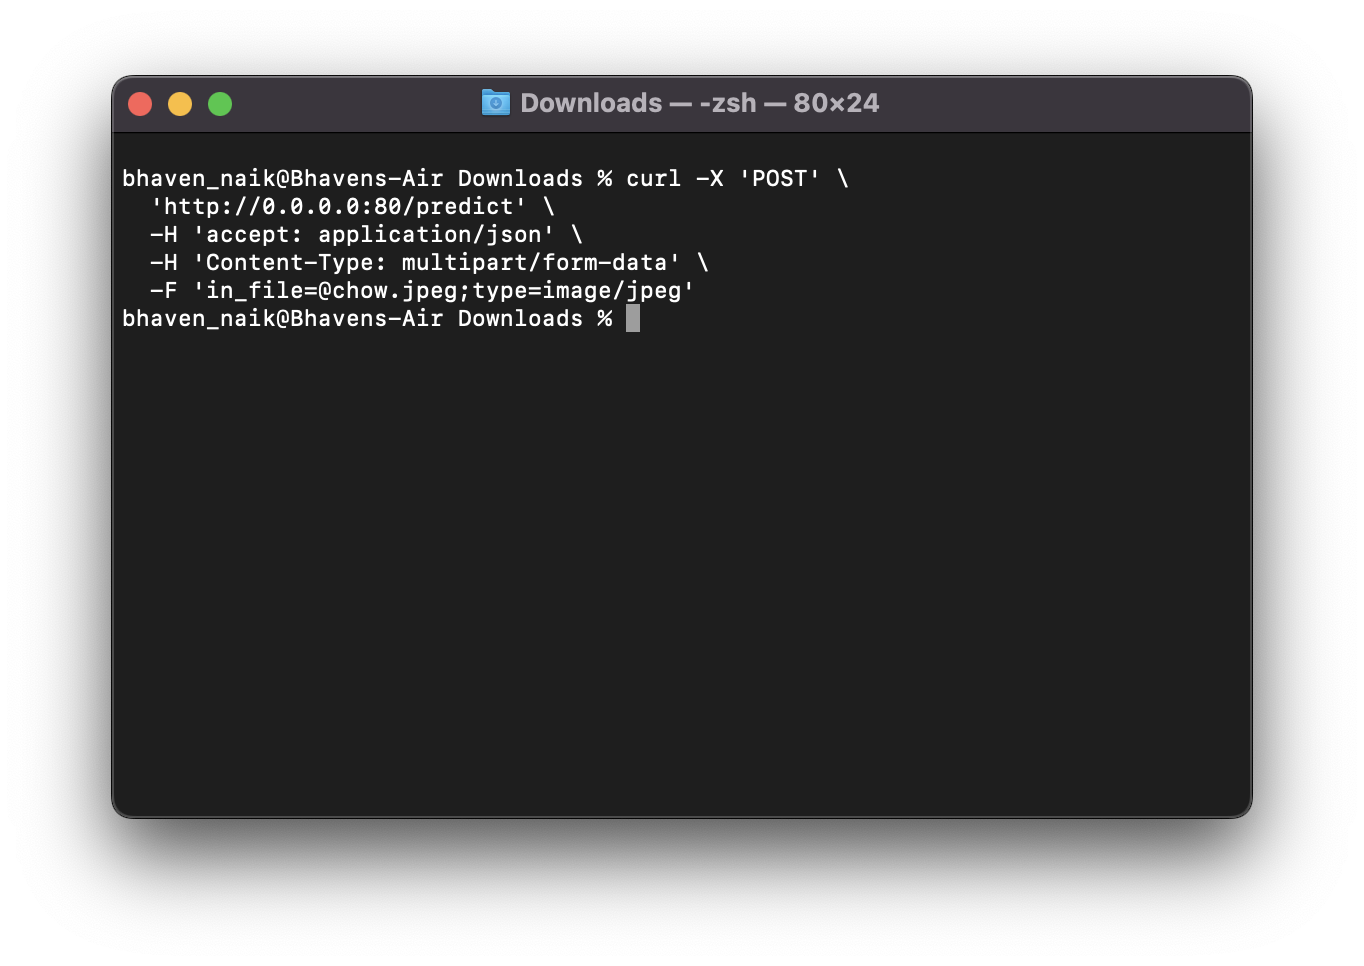 Downloads — -zsh — 80×24
bhaven_naik@Bhavens-Air Downloads % curl -X 'POST' \
  'http://0.0.0.0:80/predict' \
  -H 'accept: application/json' \
  -H 'Content-Type: multipart/form-data' \
  -F 'in_file=@chow.jpeg;type=image/jpeg'
bhaven_naik@Bhavens-Air Downloads %